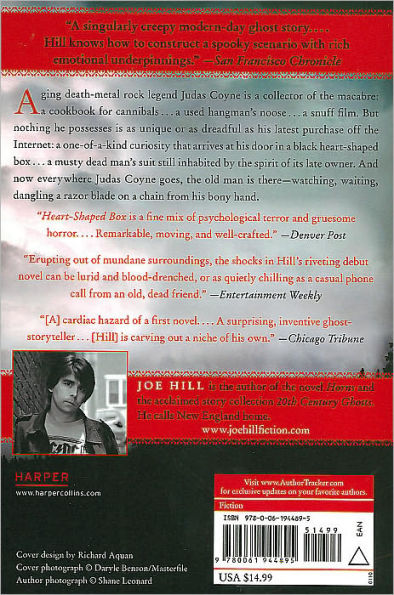 “A singularly creepy modern-day ghost story. . . .
Hill knows how to construct a spooky scenario with rich
emotional underpinnings.” —San Francisco Chronicle
Aging death-metal rock legend Judas Coyne is a collector of the macabre:
a cookbook for cannibals . . . a used hangman's noose . . . a snuff film. But
nothing he possesses is as unique or as dreadful as his latest purchase off the
Internet: a one-of-a-kind curiosity that arrives at his door in a black heart-shaped
box . . . a musty dead man's suit still inhabited by the spirit of its late owner. And
now everywhere Judas Coyne goes, the old man is there—watching, waiting,
dangling a razor blade on a chain from his bony hand.
“Heart-Shaped Box is a fine mix of psychological terror and gruesome
horror. . . . Remarkable, moving, and well-crafted.” —Denver Post
“Erupting out of mundane surroundings, the shocks in Hill's riveting debut
novel can be lurid and blood-drenched, or as quietly chilling as a casual phone
call from an old, dead friend.” —Entertainment Weekly
“[A] cardiac hazard of a first novel. . . . A surprising, inventive ghost-
storyteller . . . [Hill] is carving out a niche of his own.” —Chicago Tribune
JOE HILL is the author of the novel Horns and
the acclaimed story collection 20th Century Ghosts.
He calls New England home.
www.joehillfiction.com
HARPER
www.harpercollins.com
Visit www.AuthorTracker.com
for exclusive updates on your favorite authors.
Fiction
ISBN 978-0-06-194489-5
51499
9 780061 944895
EAN
USA $14.99
0110
Cover design by Richard Aquan
Cover photograph © Daryle Benson/Masterfile
Author photograph © Shane Leonard